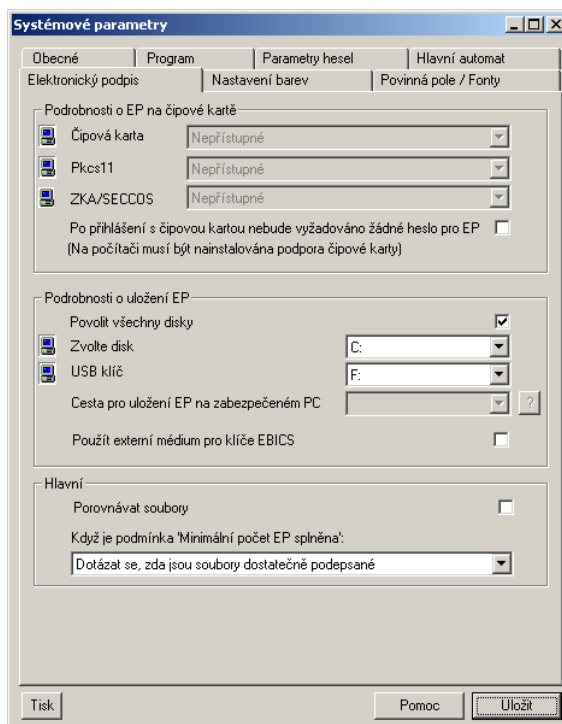 Systémové parametry
Obecné Program Parametry hesel Hlavní automat
Elektronický podpis Nastavení barev Povinná pole / Fonty
Podrobnosti o EP na čipové kartě
Čipová karta Nepřístupné
Pkcs11 Nepřístupné
ZKA/SECCOS Nepřístupné
Po přihlášení s čipovou kartou nebude vyžadováno žádné heslo pro EP
(Na počítači musí být nainstalována podpora čipové karty)
Podrobnosti o uložení EP
Povolit všechny disky
Zvolte disk C:
USB klíč F:
Cesta pro uložení EP na zabezpečeném PC ?
Použít externí médium pro klíče EBICS
Hlavní
Porovnávat soubory
Když je podmínka 'Minimální počet EP splněna':
Dotázat se, zda jsou soubory dostatečně podepsané
Tisk Pomoc Uložit